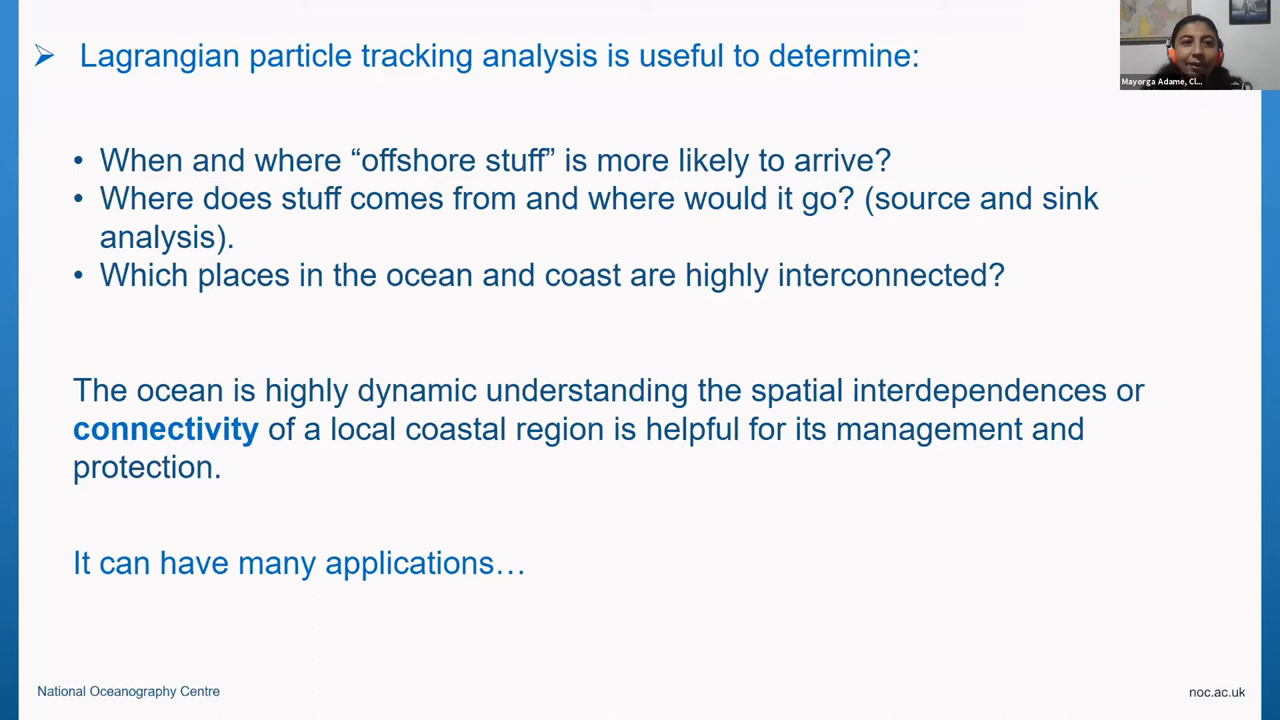 Lagrangian particle tracking analysis is useful to determine:
Mayorga Adame, Cl...
• When and where “offshore stuff” is more likely to arrive?
• Where does stuff comes from and where would it go? (source and sink
analysis).
• Which places in the ocean and coast are highly interconnected?
The ocean is highly dynamic understanding the spatial interdependences or
connectivity of a local coastal region is helpful for its management and
protection.
It can have many applications…
National Oceanography Centre
noc.ac.uk